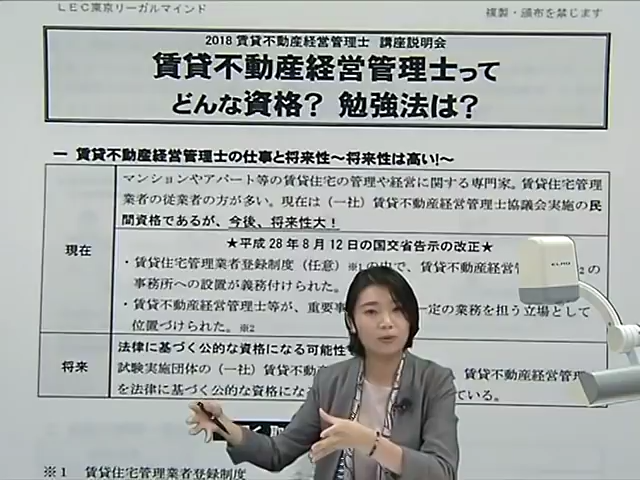 LEC東京リーガルマインド
複製・頒布を禁じます
2018 賃貸不動産経営管理士 講座説明会
賃貸不動産経営管理士って
どんな資格? 勉強法は?
一 賃貸不動産経営管理士の仕事と将来性～将来性は高い!～
現在
マンションやアパート等の賃貸住宅の管理や経営に関する専門家。賃貸住宅管理
業者の従業者の方が多い。現在は(一社)賃貸不動産経営管理士協議会実施の民
間資格であるが、今後、将来性大!
★平成28年8月12日の国交省告示の改正★
・賃貸住宅管理業者登録制度(任意)※1の中で、賃貸不動産経営管 2の
事務所への設置が義務付けられた。
・賃貸不動産経営管理士等が、重要事 一定の業務を担う立場として
位置づけられた。※2
将来
法律に基づく公的な資格になる可能性
試験実施団体の(一社)賃貸不動産 賃貸不動産経営管理
を法律に基づく公的な資格にな ている。
※1 賃貸住宅管理業者登録制度
ELMO